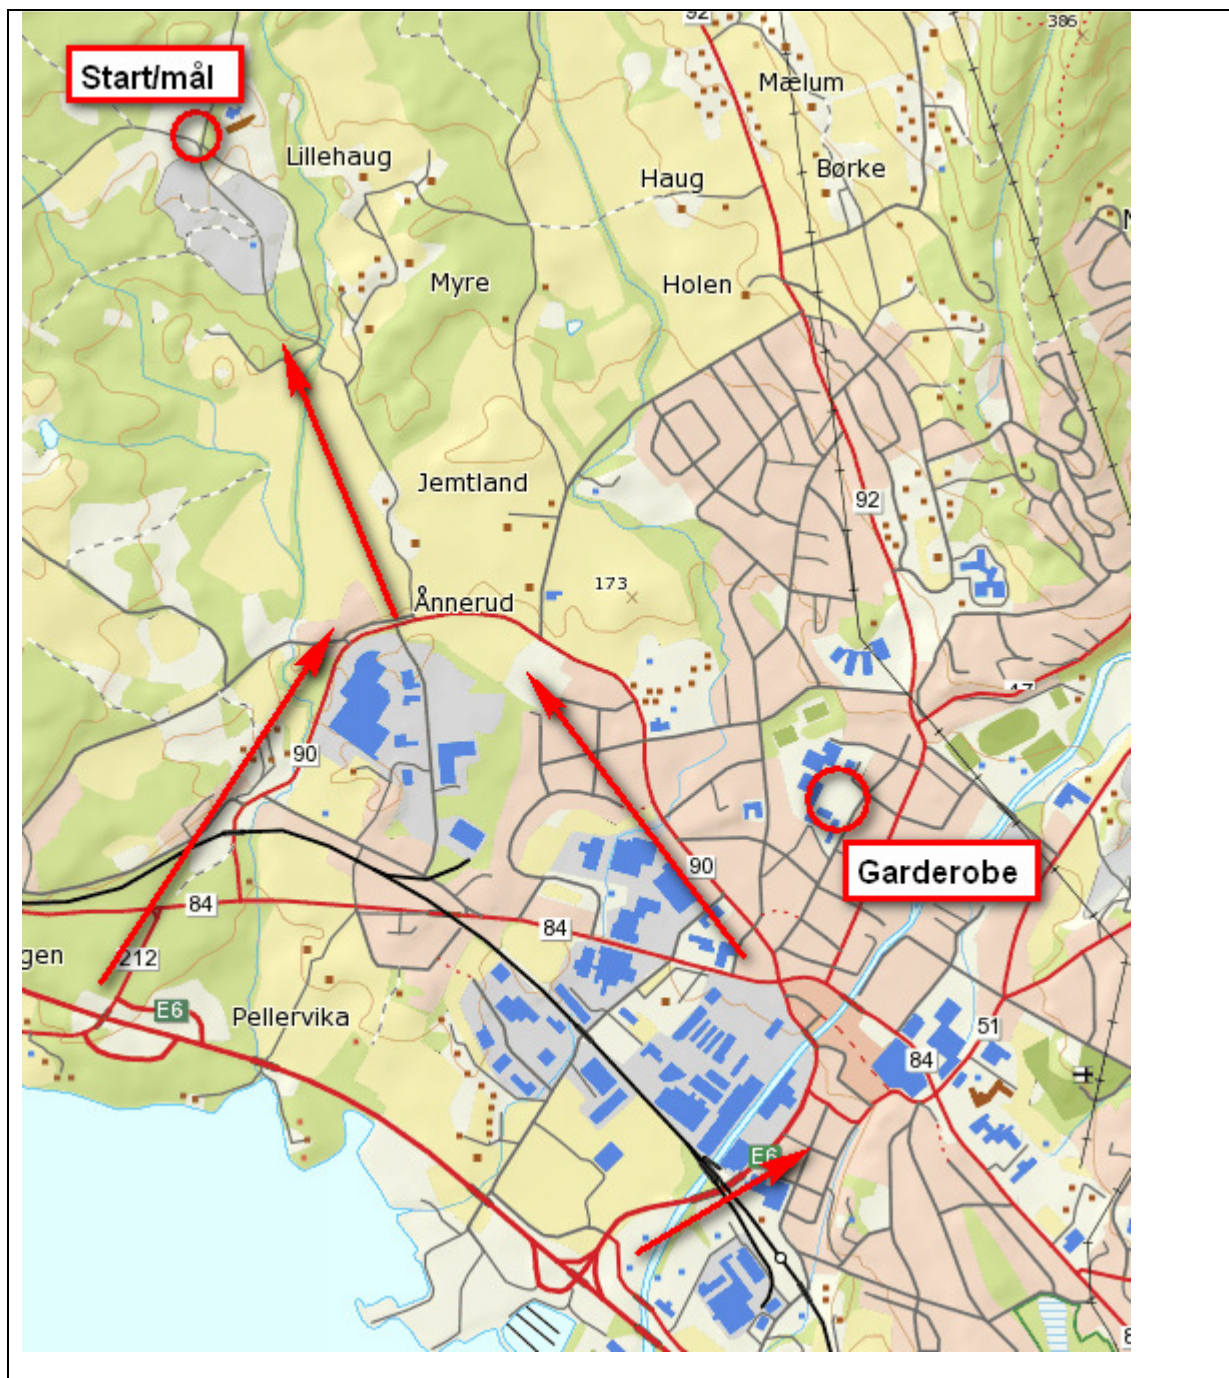 92
386
Start/mål
Mælum
Lillehaug
Børke
Haug
Myre
Holen
Jemtland
92
173
Ånnerud
90
90
Garderobe
84
84
gen
212
E6
Pellervika
51
84
E6